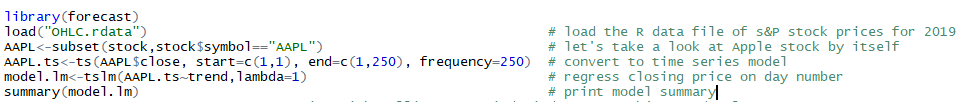 library(forecast)
load("OHLC.rdata") # load the R data file of s&P stock prices for 2019
AAPL<-subset(stock,stock$symbol=="AAPL") # let's take a look at Apple stock by itself
AAPL.ts<-ts(AAPL$close, start=c(1,1), end=c(1,250), frequency=250) # convert to time series model
model.lm<-tslm(AAPL.ts~trend,lambda=1) # regress closing price on day number
summary(model.lm) # print model summary